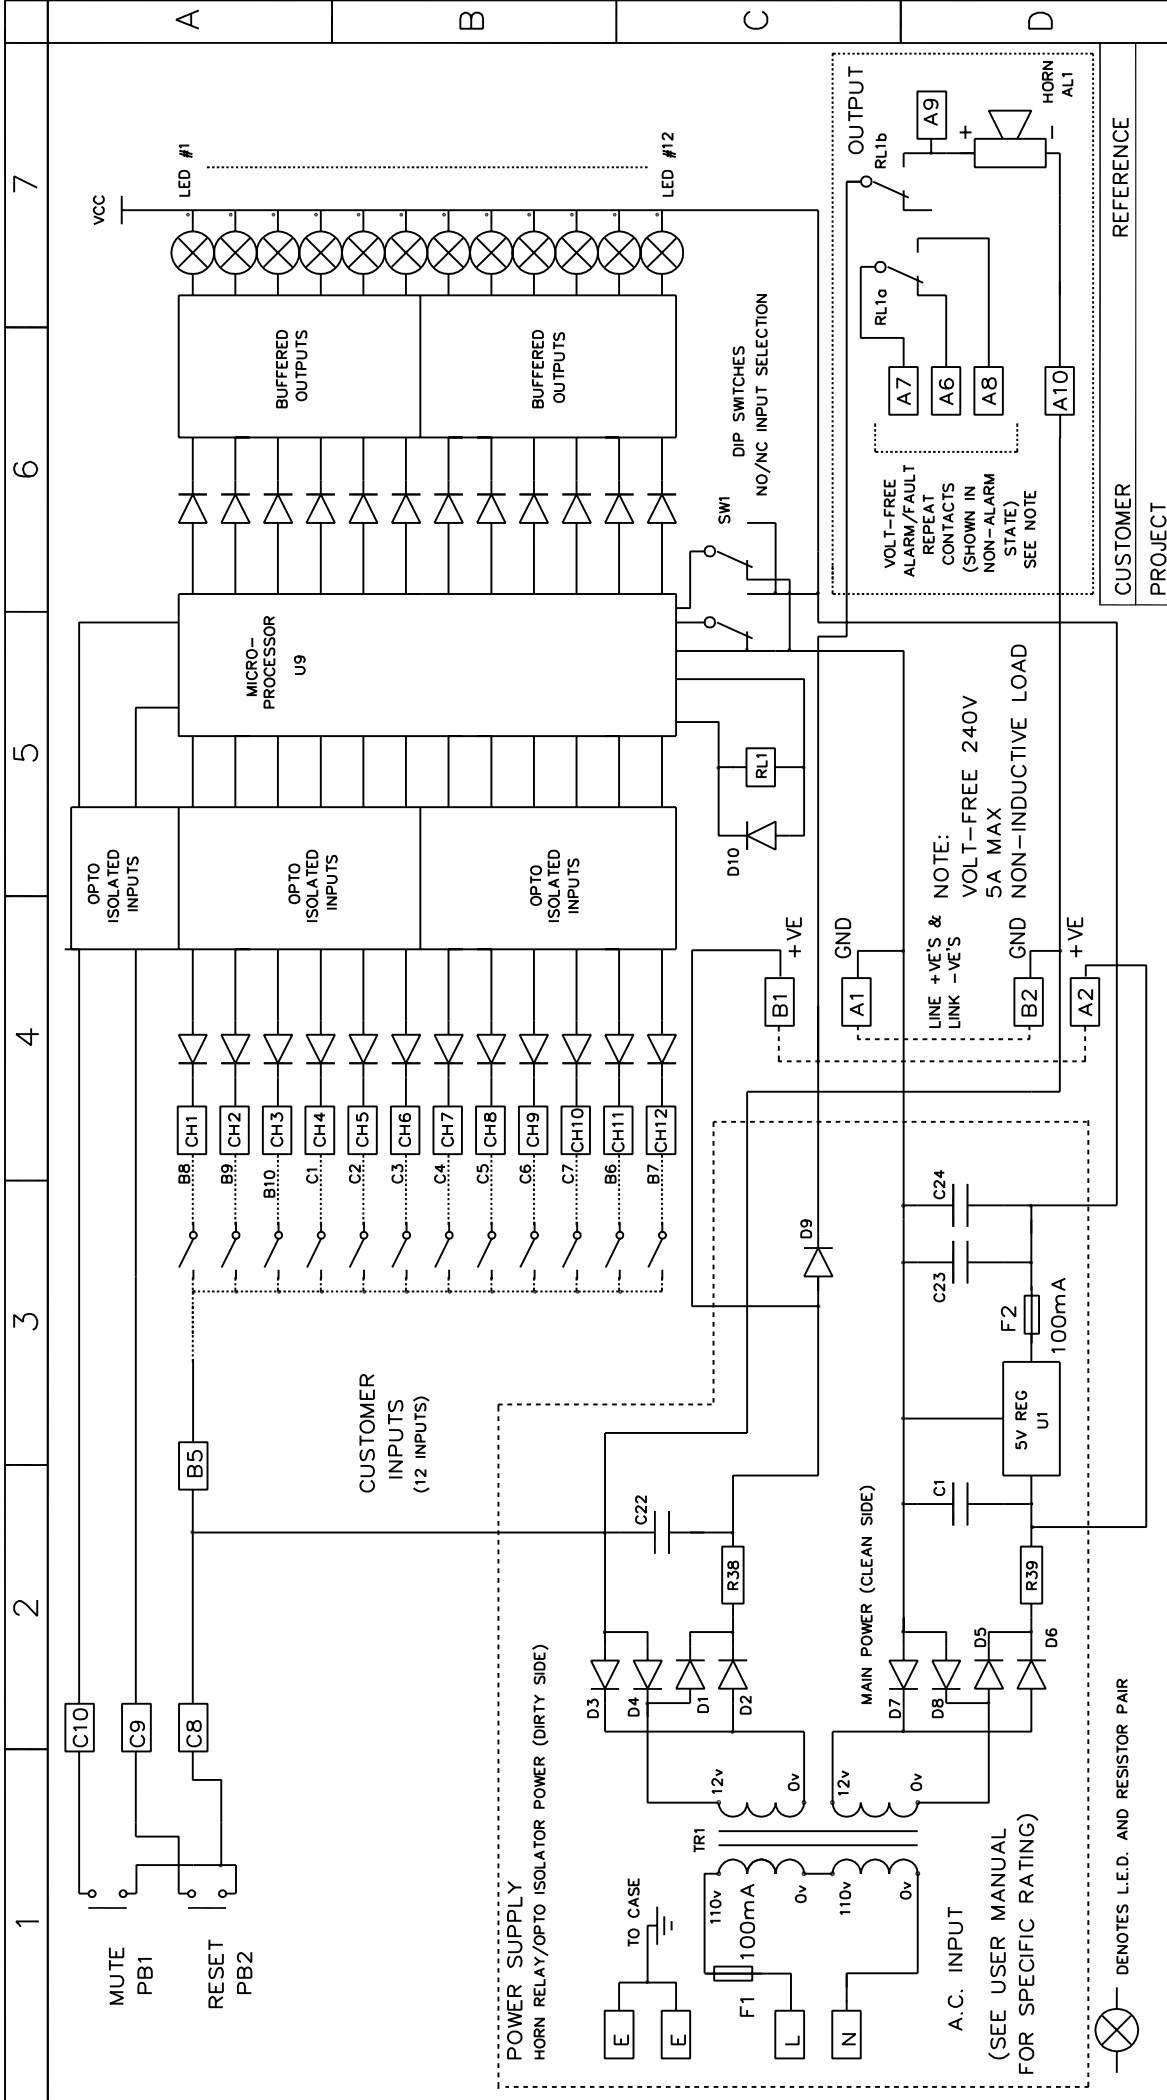 A
B
C
D
7
6
5
4
3
2
1
VCC
LED #1
LED #12
BUFFERED
OUTPUTS
BUFFERED
OUTPUTS
DIP SWITCHES
NO/NC INPUT SELECTION
SW1
MICRO-
PROCESSOR
U9
OPTO
ISOLATED
INPUTS
OPTO
ISOLATED
INPUTS
OPTO
ISOLATED
INPUTS
RL1
D10
OUTPUT
RL1b
RL1a
A9
+
-
HORN
AL1
A7
A6
A8
A10
VOLT-FREE
ALARM/FAULT
REPEAT
CONTACTS
(SHOWN IN
NON-ALARM
STATE)
SEE NOTE
REFERENCE
CUSTOMER
PROJECT
NOTE:
VOLT-FREE 240V
5A MAX
NON-INDUCTIVE LOAD
LINE +VE'S &
LINK -VE'S
B1
+VE
A1
GND
B2
GND
A2
+VE
CH1
CH2
CH3
CH4
CH5
CH6
CH7
CH8
CH9
CH10
CH11
CH12
B8
B9
B10
C1
C2
C3
C4
C5
C6
C7
B6
B7
CUSTOMER
INPUTS
(12 INPUTS)
B5
C10
C9
C8
MUTE
PB1
RESET
PB2
POWER SUPPLY
HORN RELAY/OPTO ISOLATOR POWER (DIRTY SIDE)
D9
C22
R38
D3
D4
D1
D2
MAIN POWER (CLEAN SIDE)
D7
D8
D5
D6
R39
C1
5V REG
U1
F2
100mA
C23
C24
TR1
12v
0v
12v
0v
110v
0v
110v
0v
100mA
F1
TO CASE
E
E
L
N
A.C. INPUT
(SEE USER MANUAL
FOR SPECIFIC RATING)
DENOTES L.E.D. AND RESISTOR PAIR